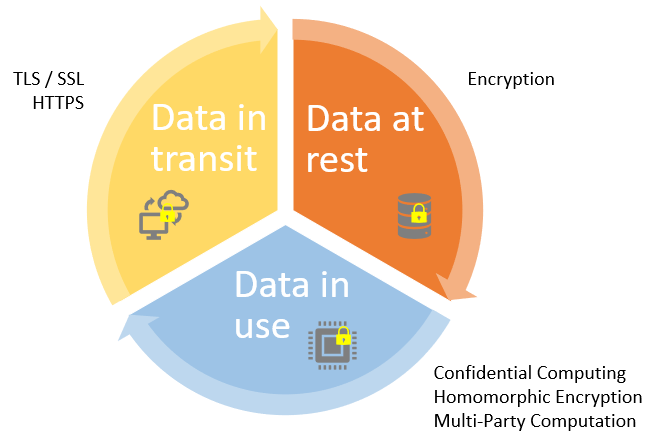 TLS / SSL
HTTPS
Data in
transit
Data at
rest
Encryption
Data in
use
Confidential Computing
Homomorphic Encryption
Multi-Party Computation